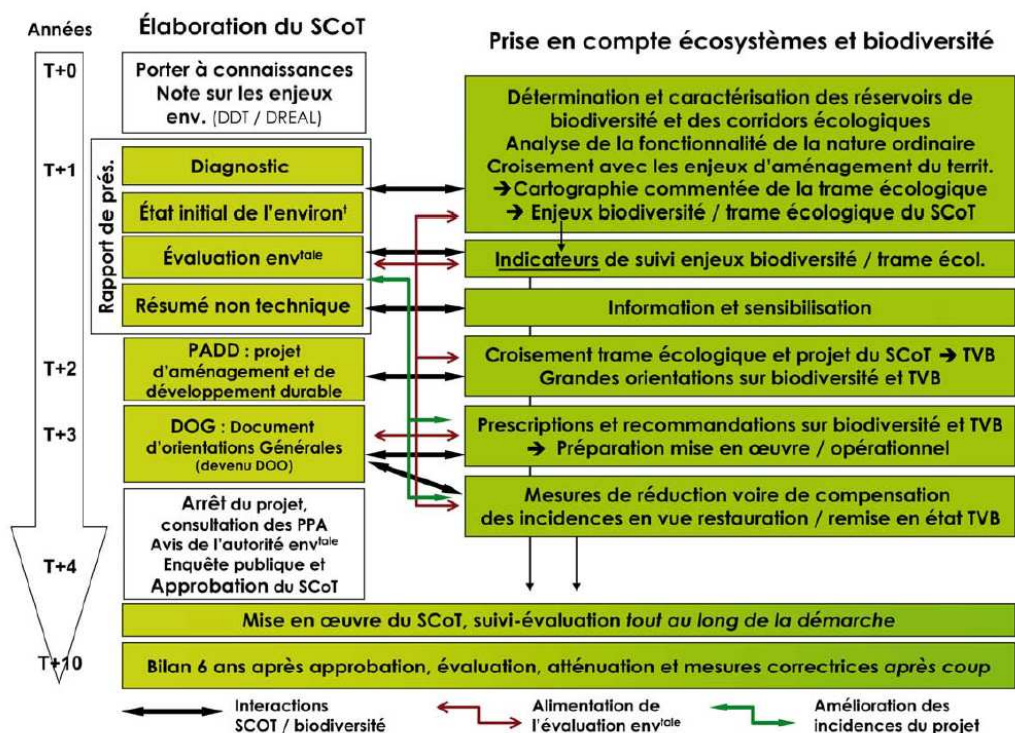 Années
Élaboration du SCoT
Prise en compte écosystèmes et biodiversité
T+0
Porter à connaissances
Note sur les enjeux
env. (DDT / DREAL)
Détermination et caractérisation des réservoirs de
biodiversité et des corridors écologiques
Analyse de la fonctionnalité de la nature ordinaire
Croisement avec les enjeux d'aménagement du territ.
→Cartographie commentée de la trame écologique
→ Enjeux biodiversité / trame écologique du SCoT
T+1
Rapport de prés.
Diagnostic
État initial de l'environᵗ
Évaluation envᵗᵃˡᵉ
Indicateurs de suivi enjeux biodiversité / trame écol.
Résumé non technique
Information et sensibilisation
T+2
PADD : projet
d'aménagement et de
développement durable
Croisement trame écologique et projet du SCoT → TVB
Grandes orientations sur biodiversité et TVB
T+3
DOG : Document
d'orientations Générales
(devenu DOO)
Prescriptions et recommandations sur biodiversité et TVB
→ Préparation mise en œuvre / opérationnel
Mesures de réduction voire de compensation
des incidences en vue restauration / remise en état TVB
T+4
Arrêt du projet,
consultation des PPA
Avis de l'autorité envᵗᵃˡᵉ
Enquête publique et
Approbation du SCoT
Mise en œuvre du SCoT, suivi-évaluation tout au long de la démarche
T+10
Bilan 6 ans après approbation, évaluation, atténuation et mesures correctrices après coup
Interactions
SCOT / biodiversité
Alimentation de
l'évaluation envᵗᵃˡᵉ
Amélioration des
incidences du projet